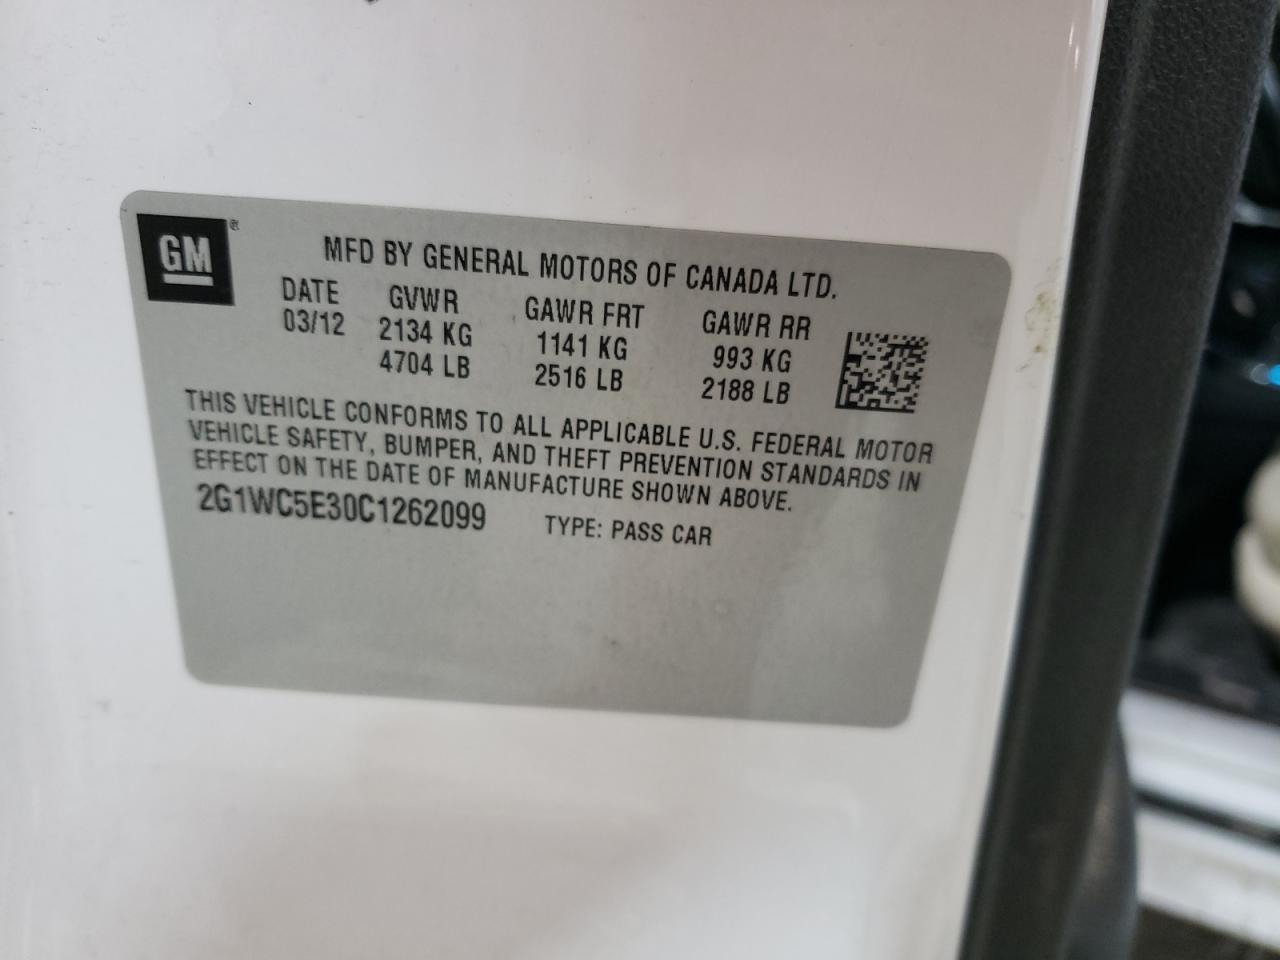 GM®
MFD BY GENERAL MOTORS OF CANADA LTD.
DATE GVWR GAWR FRT GAWR RR
03/12 2134 KG 1141 KG 993 KG
4704 LB 2516 LB 2188 LB
THIS VEHICLE CONFORMS TO ALL APPLICABLE U.S. FEDERAL MOTOR
VEHICLE SAFETY, BUMPER, AND THEFT PREVENTION STANDARDS IN
EFFECT ON THE DATE OF MANUFACTURE SHOWN ABOVE.
2G1WC5E30C1262099 TYPE: PASS CAR